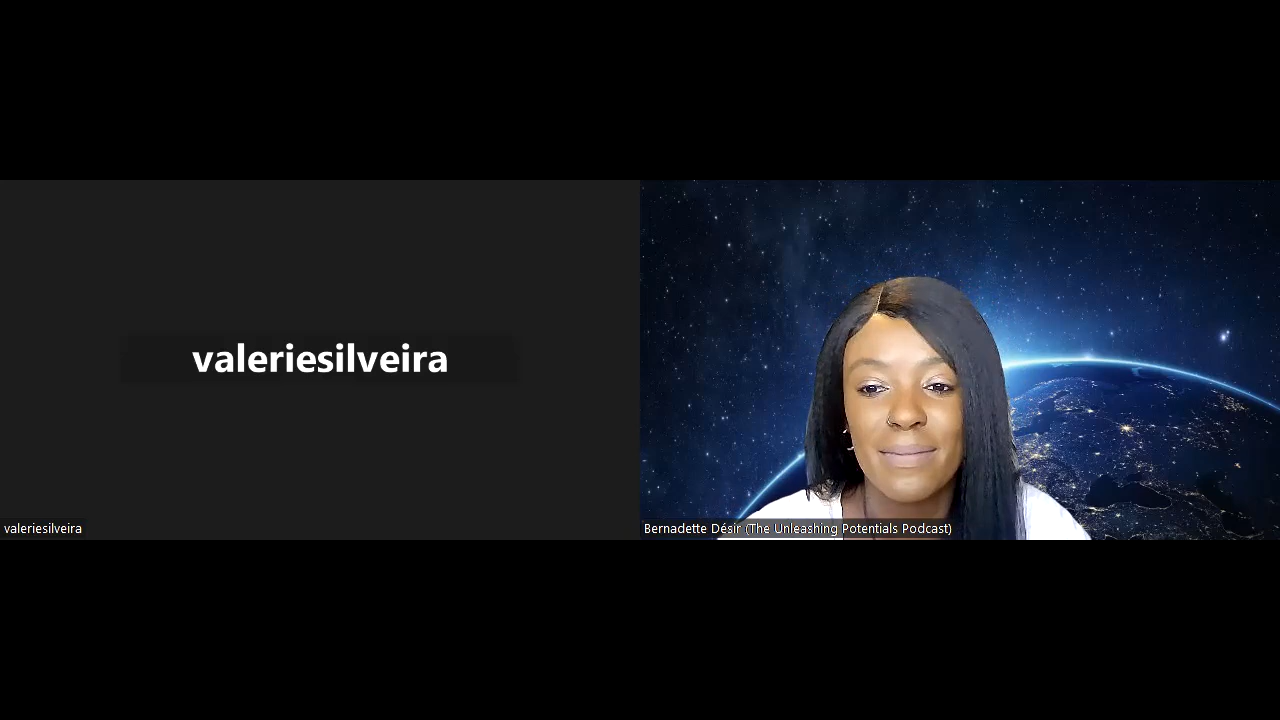 valeriesilveira
valeriesilveira
Bernadette Désir (The Unleashing Potentials Podcast)